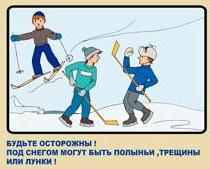 БУДЬТЕ ОСТОРОЖНЫ !
ПОД СНЕГОМ МОГУТ БЫТЬ ПОЛЫНЬИ ,ТРЕЩИНЫ
ИЛИ ЛУНКИ !